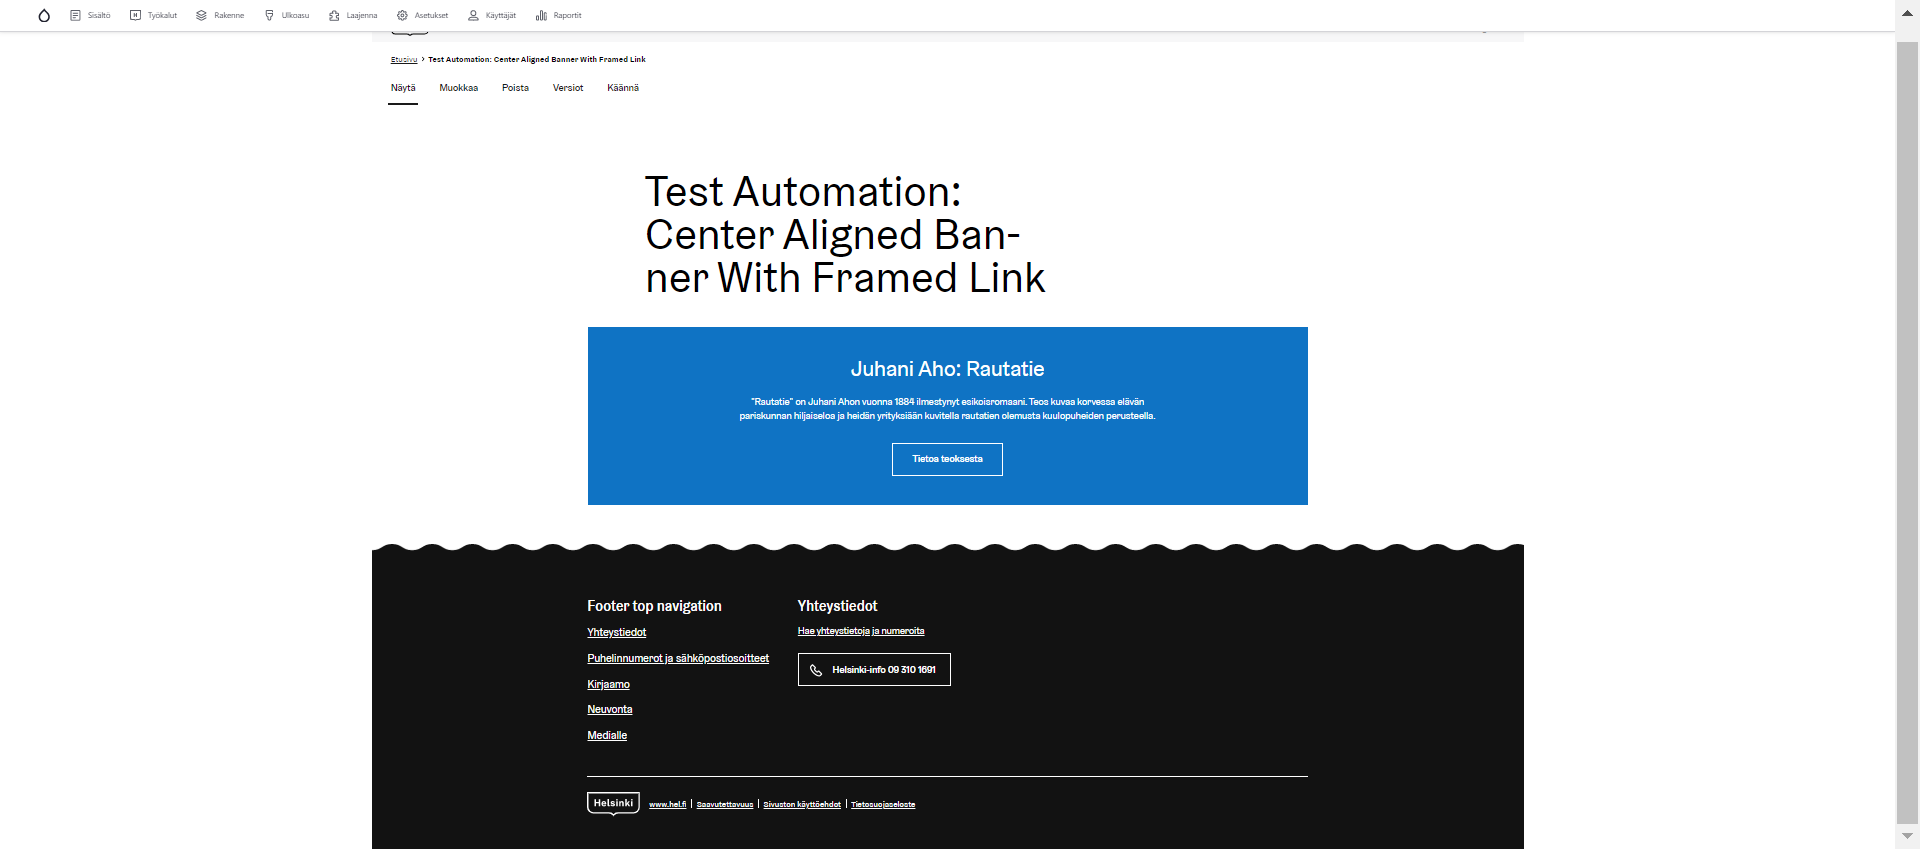 Sisältö Työkalut Rakenne Ulkoasu Laajenna Asetukset Käyttäjät Raportit
Etusivu › Test Automation: Center Aligned Banner With Framed Link
Näytä Muokkaa Poista Versiot Käännä
Test Automation:
Center Aligned Ban-
ner With Framed Link
Juhani Aho: Rautatie
"Rautatie" on Juhani Ahon vuonna 1884 ilmestynyt esikoisromaani. Teos kuvaa korvessa elävän
pariskunnan hiljaiseloa ja heidän yrityksiään kuvitella rautatien olemusta kuulopuheiden perusteella.
Tietoa teoksesta
Footer top navigation
Yhteystiedot
Puhelinnumerot ja sähköpostiosoitteet
Kirjaamo
Neuvonta
Medialle
Yhteystiedot
Hae yhteystietoja ja numeroita
Helsinki-info 09 310 1691
Helsinki www.hel.fi | Saavutettavuus | Sivuston käyttöehdot | Tietosuojaseloste